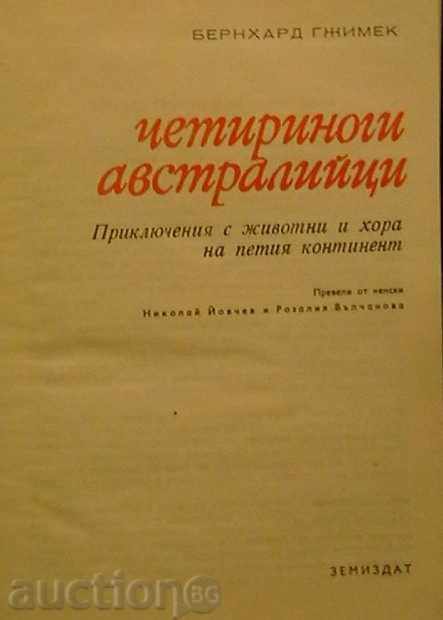 БЕРНХАРД ГЖИМЕК
четириноги
австралийци
Приключения с животни и хора
на петия континент
Превели от немски
Николай Йовчев и Розалия Вълчанова
ЗЕМИЗДАТ
auction BG